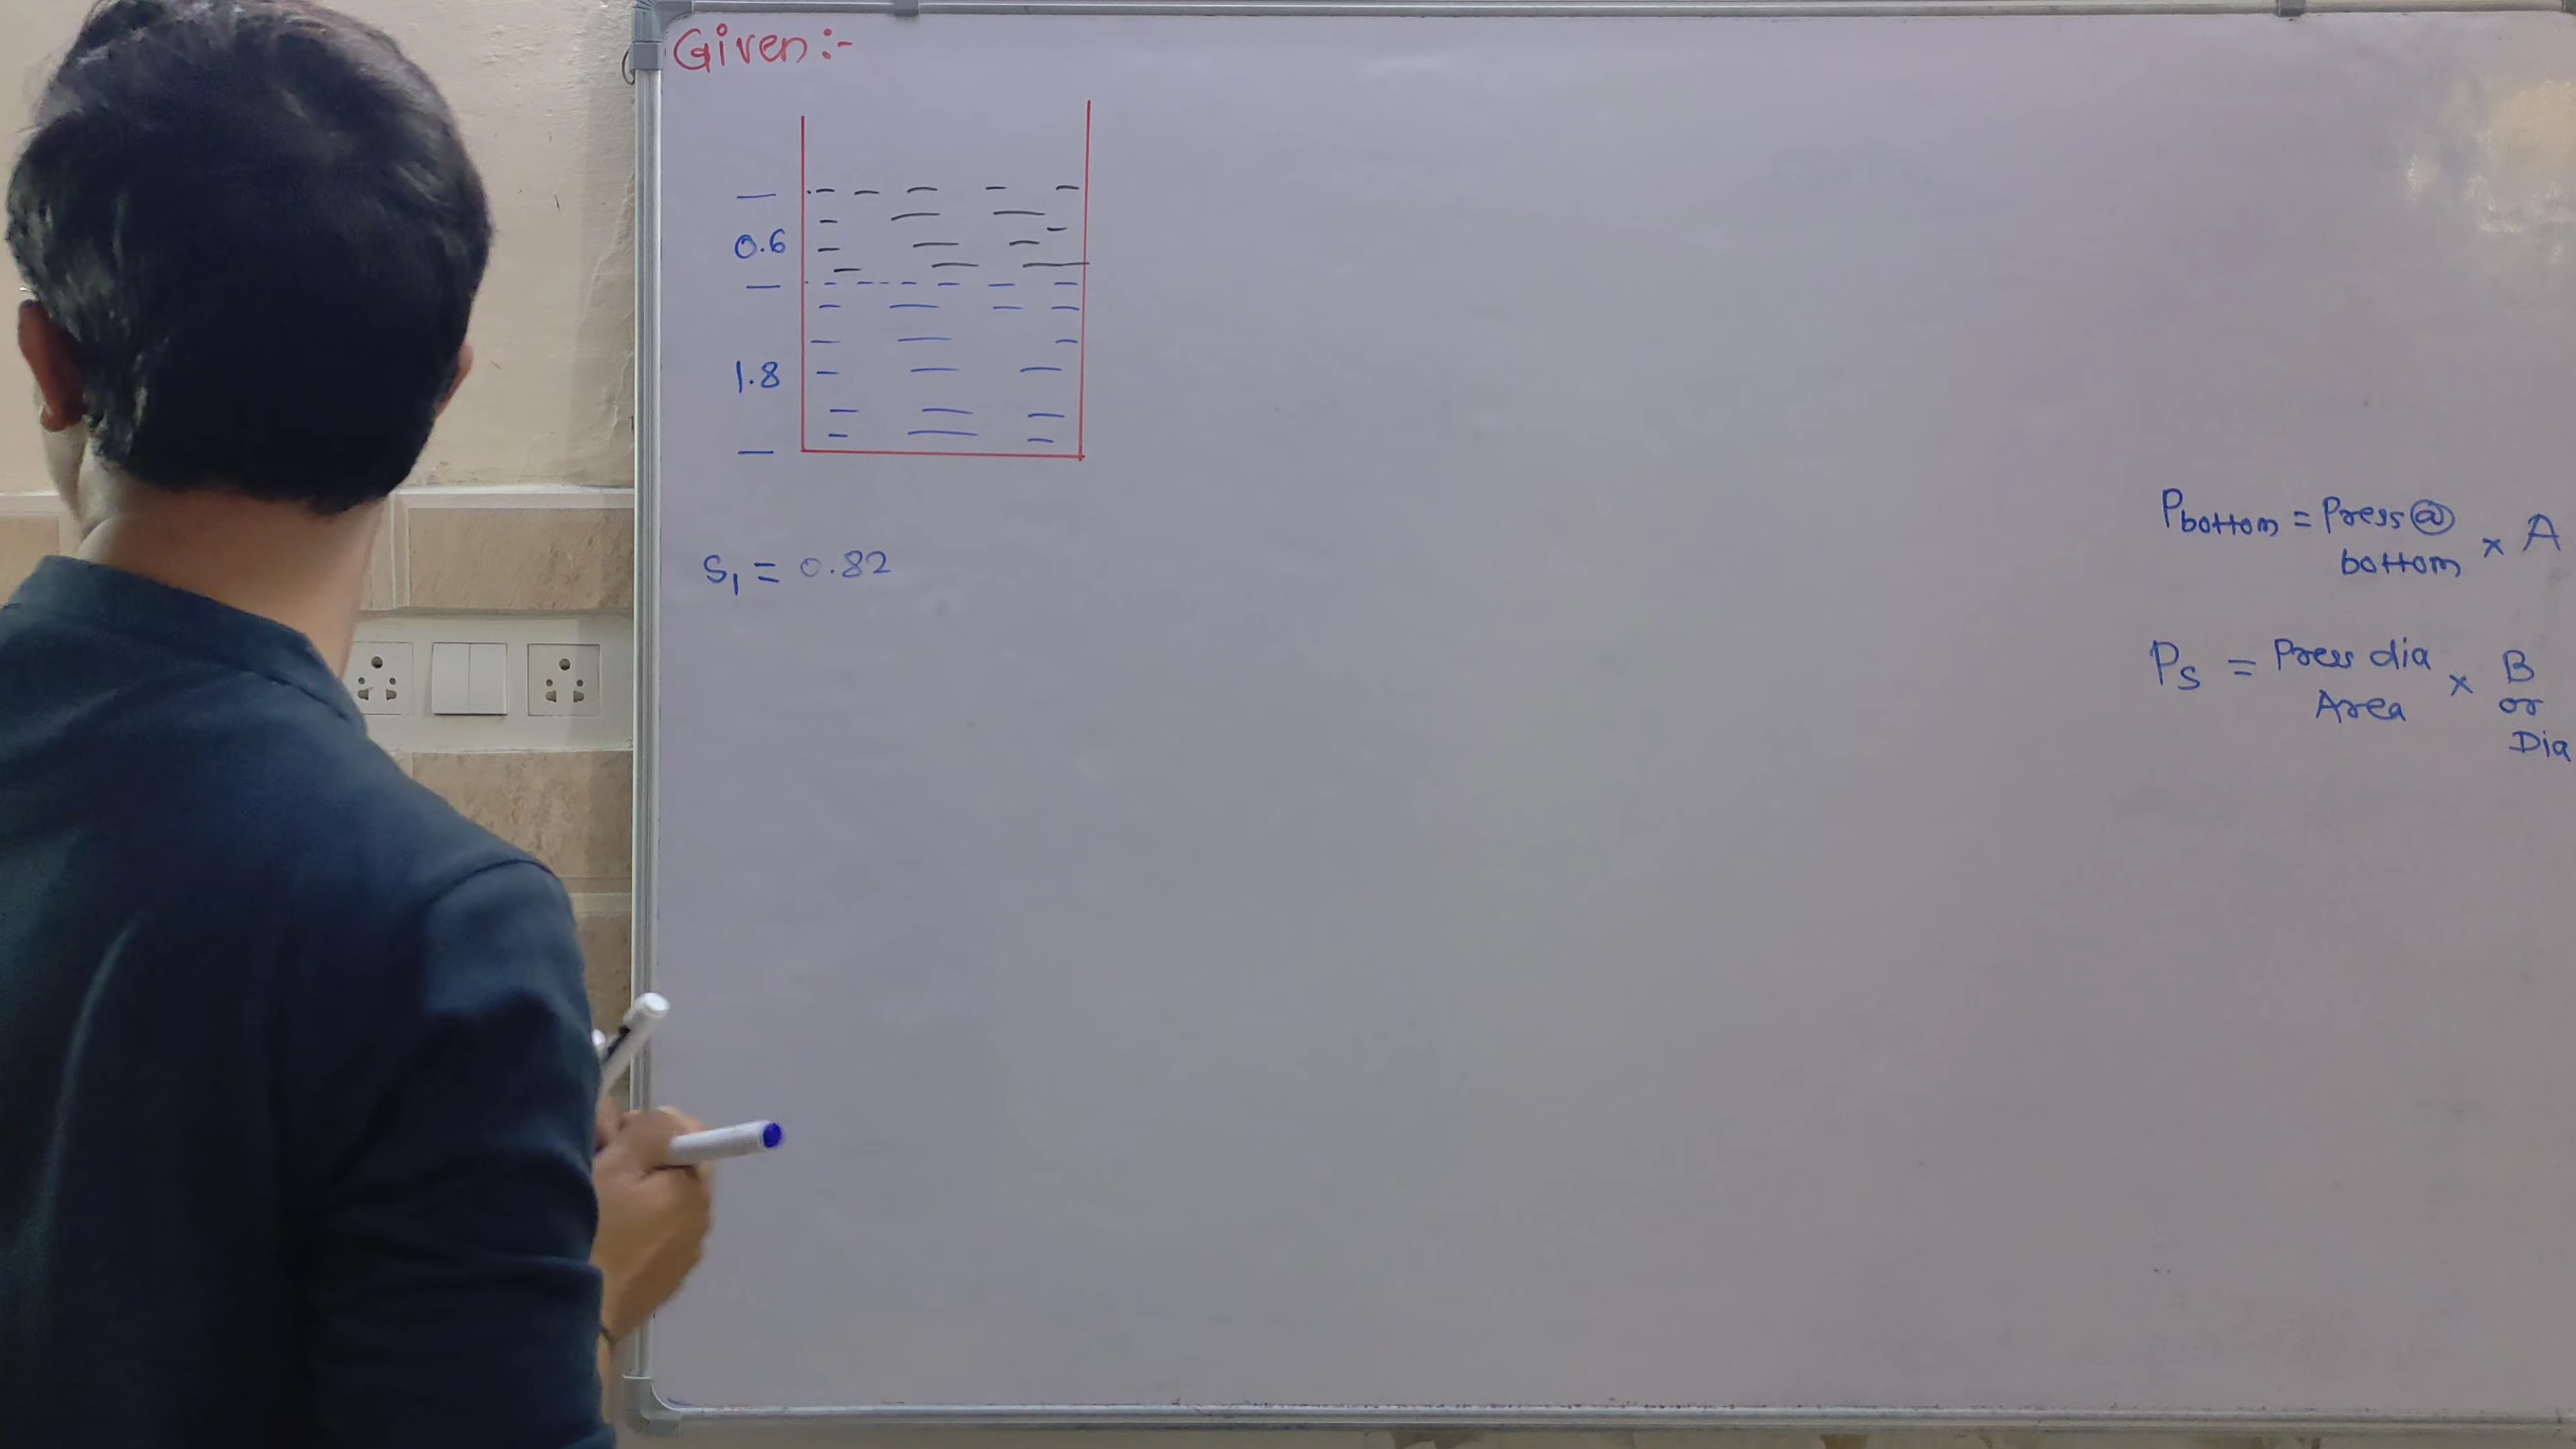 Given :-
0.6
1.8
S1 = 0.82
Pbottom = Press @ bottom × A
Ps = Press dia Area × B or Dia